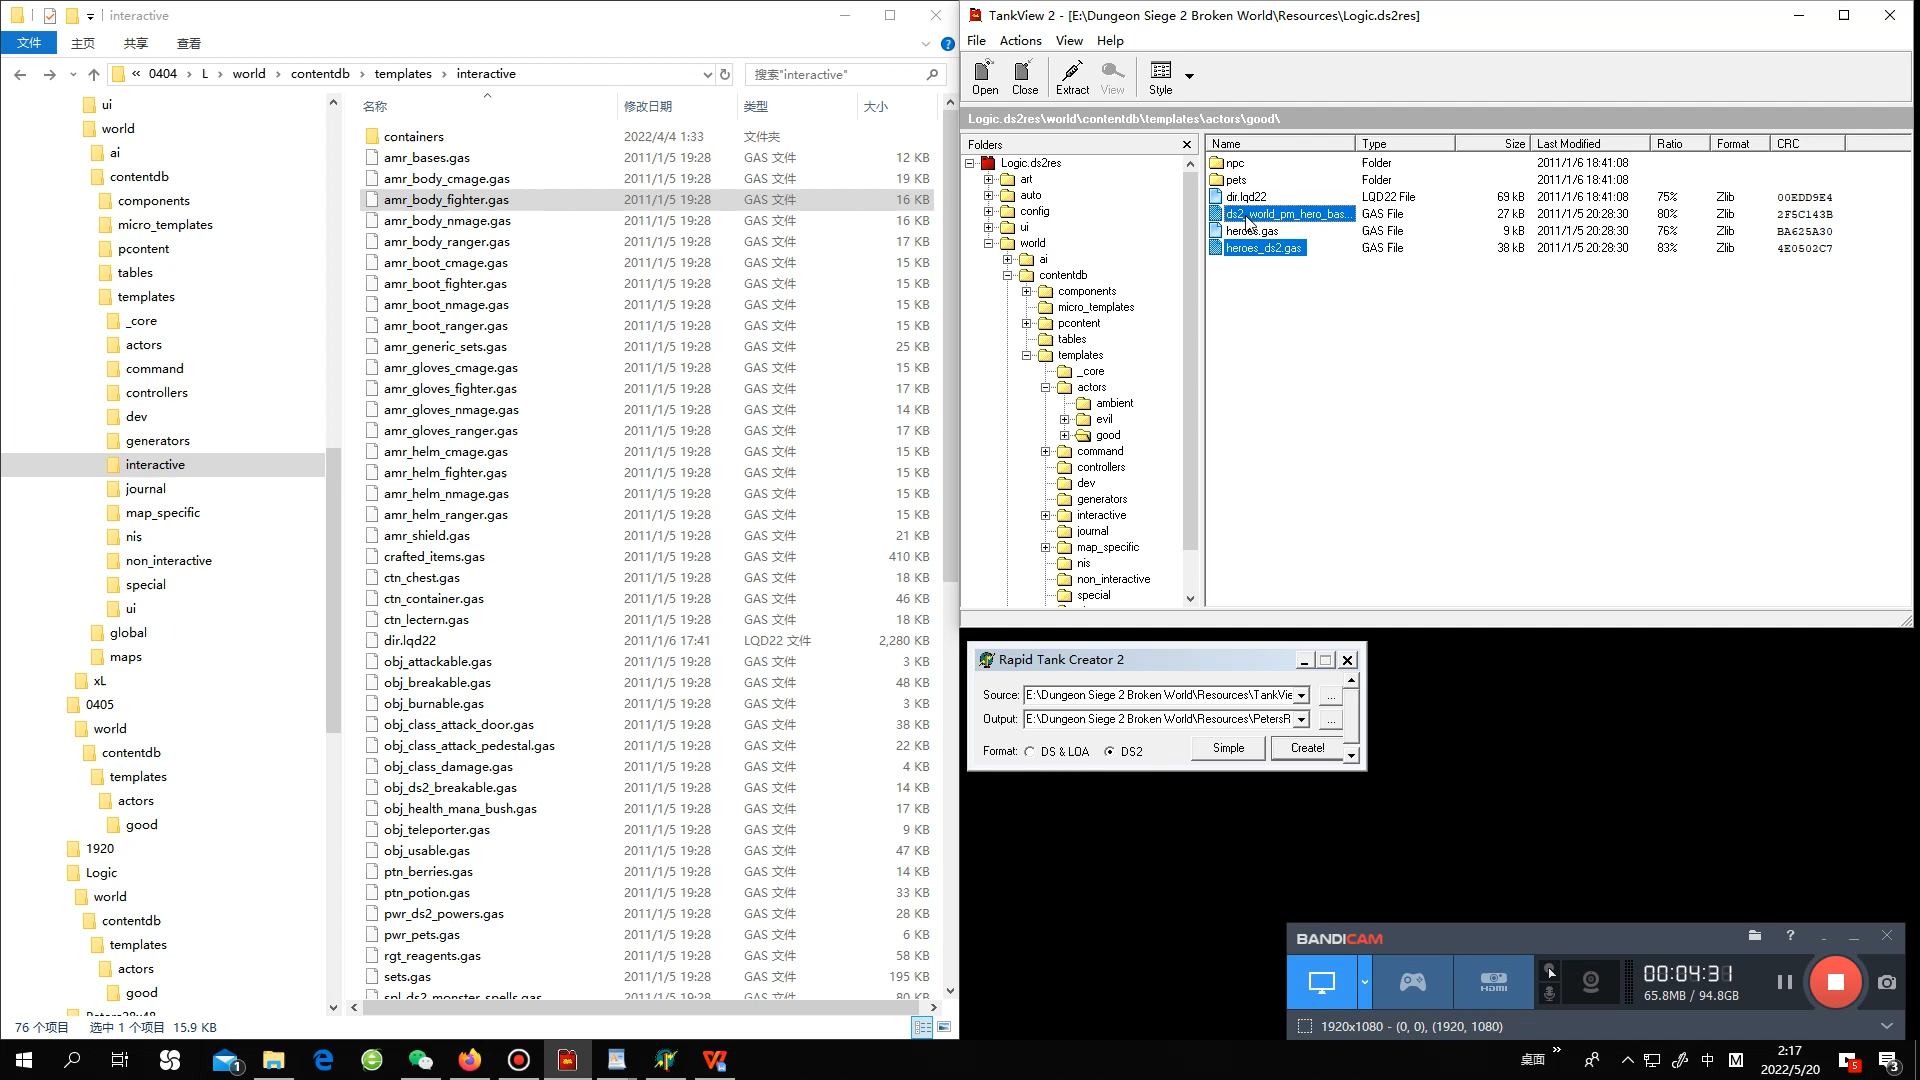 interactive
文件
主页
共享
查看
« 0404 › L › world › contentdb › templates › interactive
搜索"interactive"
ui
world
ai
contentdb
components
micro_templates
pcontent
tables
templates
_core
actors
command
controllers
dev
generators
interactive
journal
map_specific
nis
non_interactive
special
ui
global
maps
xL
0405
world
contentdb
templates
actors
good
1920
Logic
world
contentdb
templates
actors
good
名称 修改日期 类型 大小
containers 2022/4/4 1:33 文件夹
amr_bases.gas 2011/1/5 19:28 GAS 文件 12 KB
amr_body_cmage.gas 2011/1/5 19:28 GAS 文件 19 KB
amr_body_fighter.gas 2011/1/5 19:28 GAS 文件 16 KB
amr_body_nmage.gas 2011/1/5 19:28 GAS 文件 16 KB
amr_body_ranger.gas 2011/1/5 19:28 GAS 文件 17 KB
amr_boot_cmage.gas 2011/1/5 19:28 GAS 文件 15 KB
amr_boot_fighter.gas 2011/1/5 19:28 GAS 文件 15 KB
amr_boot_nmage.gas 2011/1/5 19:28 GAS 文件 15 KB
amr_boot_ranger.gas 2011/1/5 19:28 GAS 文件 15 KB
amr_generic_sets.gas 2011/1/5 19:28 GAS 文件 25 KB
amr_gloves_cmage.gas 2011/1/5 19:28 GAS 文件 15 KB
amr_gloves_fighter.gas 2011/1/5 19:28 GAS 文件 17 KB
amr_gloves_nmage.gas 2011/1/5 19:28 GAS 文件 14 KB
amr_gloves_ranger.gas 2011/1/5 19:28 GAS 文件 17 KB
amr_helm_cmage.gas 2011/1/5 19:28 GAS 文件 15 KB
amr_helm_fighter.gas 2011/1/5 19:28 GAS 文件 15 KB
amr_helm_nmage.gas 2011/1/5 19:28 GAS 文件 15 KB
amr_helm_ranger.gas 2011/1/5 19:28 GAS 文件 15 KB
amr_shield.gas 2011/1/5 19:28 GAS 文件 21 KB
crafted_items.gas 2011/1/5 19:28 GAS 文件 410 KB
ctn_chest.gas 2011/1/5 19:28 GAS 文件 18 KB
ctn_container.gas 2011/1/5 19:28 GAS 文件 46 KB
ctn_lectern.gas 2011/1/5 19:28 GAS 文件 18 KB
dir.lqd22 2011/1/6 17:41 LQD22 文件 2,280 KB
obj_attackable.gas 2011/1/5 19:28 GAS 文件 3 KB
obj_breakable.gas 2011/1/5 19:28 GAS 文件 48 KB
obj_burnable.gas 2011/1/5 19:28 GAS 文件 3 KB
obj_class_attack_door.gas 2011/1/5 19:28 GAS 文件 38 KB
obj_class_attack_pedestal.gas 2011/1/5 19:28 GAS 文件 22 KB
obj_class_damage.gas 2011/1/5 19:28 GAS 文件 4 KB
obj_ds2_breakable.gas 2011/1/5 19:28 GAS 文件 14 KB
obj_health_mana_bush.gas 2011/1/5 19:28 GAS 文件 17 KB
obj_teleporter.gas 2011/1/5 19:28 GAS 文件 9 KB
obj_usable.gas 2011/1/5 19:28 GAS 文件 47 KB
ptn_berries.gas 2011/1/5 19:28 GAS 文件 14 KB
ptn_potion.gas 2011/1/5 19:28 GAS 文件 33 KB
pwr_ds2_powers.gas 2011/1/5 19:28 GAS 文件 28 KB
pwr_pets.gas 2011/1/5 19:28 GAS 文件 6 KB
rgt_reagents.gas 2011/1/5 19:28 GAS 文件 58 KB
sets.gas 2011/1/5 19:28 GAS 文件 195 KB
spl_ds2_monster_spells.gas 2011/1/5 19:28 GAS 文件 80 KB
76 个项目 选中 1 个项目 15.9 KB
TankView 2 - [E:\Dungeon Siege 2 Broken World\Resources\Logic.ds2res]
File Actions View Help
Open Close Extract View Style
Logic.ds2res\world\contentdb\templates\actors\good\
Folders
Logic.ds2res
art
auto
config
ui
world
ai
contentdb
components
micro_templates
pcontent
tables
templates
_core
actors
ambient
evil
good
command
controllers
dev
generators
interactive
journal
map_specific
nis
non_interactive
special
Name Type Size Last Modified Ratio Format CRC
npc Folder 2011/1/6 18:41:08
pets Folder 2011/1/6 18:41:08
dir.lqd22 LQD22 File 69 kB 2011/1/6 18:41:08 75% Zlib 00EDD9E4
ds2_world_pm_hero_bas... GAS File 27 kB 2011/1/5 20:28:30 80% Zlib 2F5C143B
heroes.gas GAS File 9 kB 2011/1/5 20:28:30 76% Zlib BA625A30
heroes_ds2.gas GAS File 38 kB 2011/1/5 20:28:30 83% Zlib 4E0502C7
Rapid Tank Creator 2
Source: E:\Dungeon Siege 2 Broken World\Resources\TankVie ...
Output: E:\Dungeon Siege 2 Broken World\Resources\PetersR ...
Format: DS & LOA DS2 Simple Create!
BANDICAM
HDMI
00:04:31
65.8MB / 94.8GB
1920x1080 - (0, 0), (1920, 1080)
1
桌面 »
中
M
2:17
2022/5/20
5
3